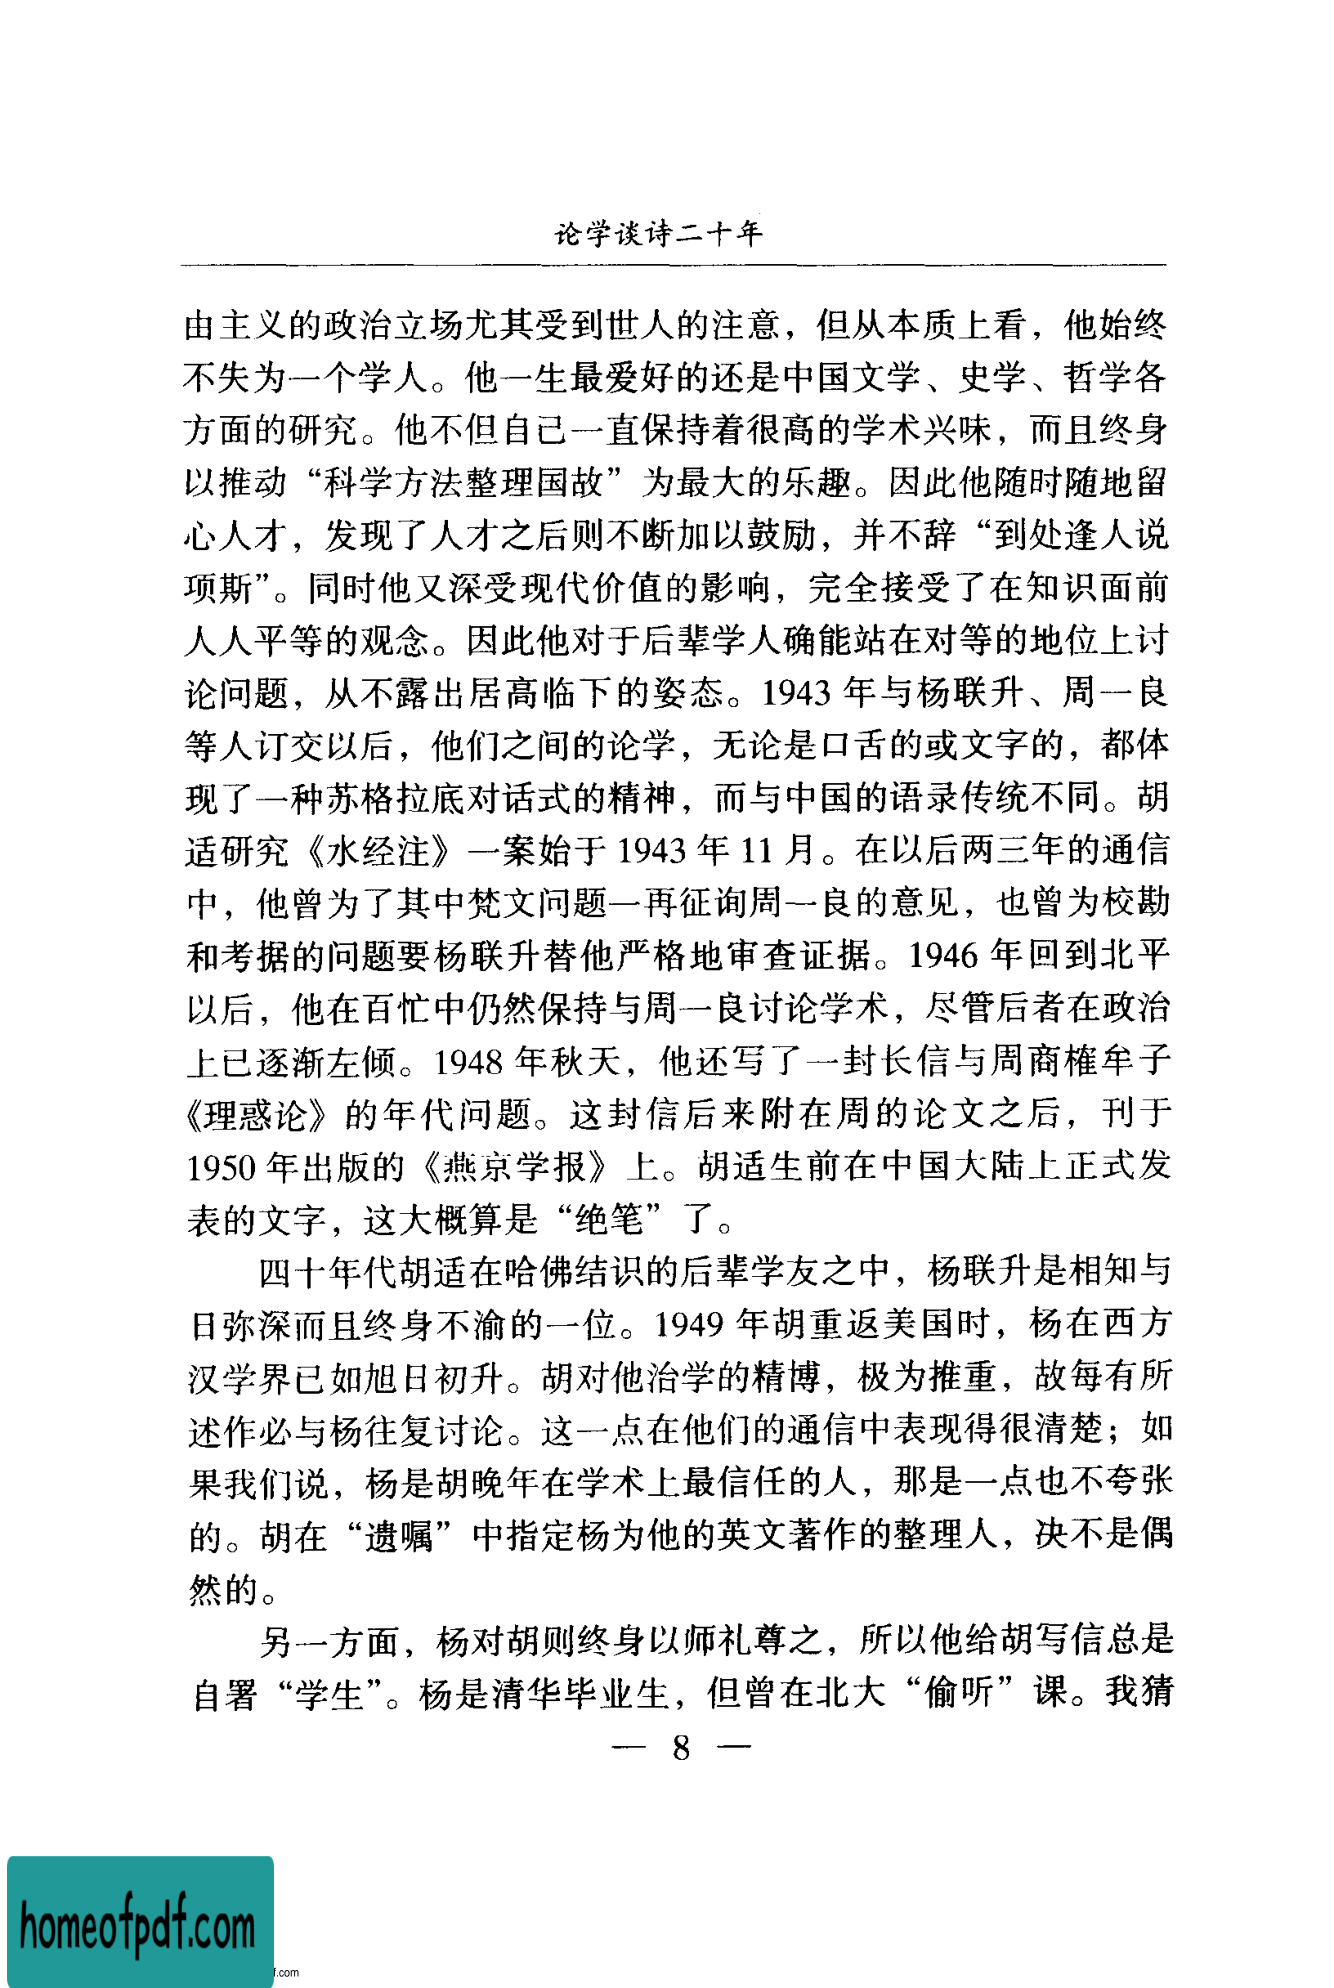 论学谈诗二十年
由主义的政治立场尤其受到世人的注意，但从本质上看，他始终
不失为一个学人。他一生最爱好的还是中国文学、史学、哲学各
方面的研究。他不但自己一直保持着很高的学术兴味，而且终身
以推动“科学方法整理国故”为最大的乐趣。因此他随时随地留
心人才，发现了人才之后则不断加以鼓励，并不辞“到处逢人说
项斯”。同时他又深受现代价值的影响，完全接受了在知识面前
人人平等的观念。因此他对于后辈学人确能站在对等的地位上讨
论问题，从不露出居高临下的姿态。1943 年与杨联升、周一良
等人订交以后，他们之间的论学，无论是口舌的或文字的，都体
现了一种苏格拉底对话式的精神，而与中国的语录传统不同。胡
适研究《水经注》一案始于 1943 年 11 月。在以后两三年的通信
中，他曾为了其中梵文问题一再征询周一良的意见，也曾为校勘
和考据的问题要杨联升替他严格地审查证据。1946 年回到北平
以后，他在百忙中仍然保持与周一良讨论学术，尽管后者在政治
上已逐渐左倾。1948 年秋天，他还写了一封长信与周商榷牟子
《理惑论》的年代问题。这封信后来附在周的论文之后，刊于
1950 年出版的《燕京学报》上。胡适生前在中国大陆上正式发
表的文字，这大概算是“绝笔”了。
四十年代胡适在哈佛结识的后辈学友之中，杨联升是相知与
日弥深而且终身不渝的一位。1949 年胡重返美国时，杨在西方
汉学界已如旭日初升。胡对他治学的精博，极为推重，故每有所
述作必与杨往复讨论。这一点在他们的通信中表现得很清楚；如
果我们说，杨是胡晚年在学术上最信任的人，那是一点也不夸张
的。胡在“遗嘱”中指定杨为他的英文著作的整理人，决不是偶
然的。
另一方面，杨对胡则终身以师礼尊之，所以他给胡写信总是
自署“学生”。杨是清华毕业生，但曾在北大“偷听”课。我猜
— 8 —
homeofpdf.com
f.com